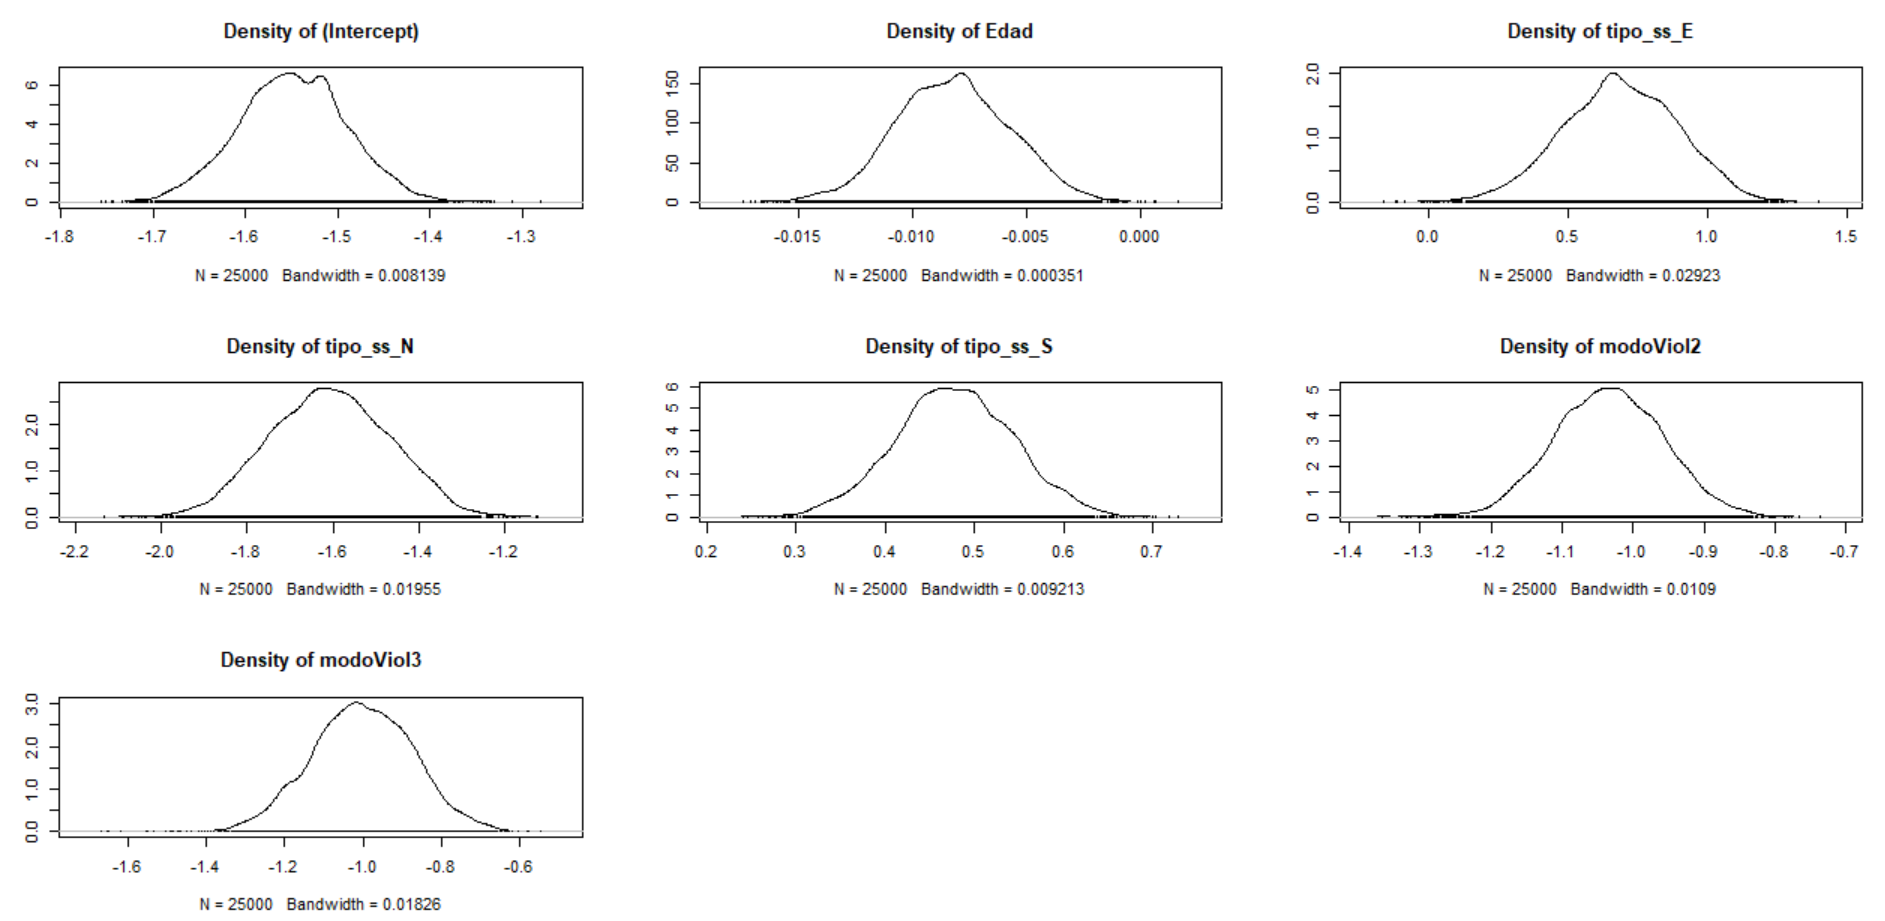 Density of (Intercept)
6
4
2
0
-1.8 -1.7 -1.6 -1.5 -1.4 -1.3
N = 25000 Bandwidth = 0.008139
Density of Edad
150
100
50
0
-0.015 -0.010 -0.005 0.000
N = 25000 Bandwidth = 0.000351
Density of tipo_ss_E
2.0
1.0
0.0
0.0 0.5 1.0 1.5
N = 25000 Bandwidth = 0.02923
Density of tipo_ss_N
2.0
1.0
0.0
-2.2 -2.0 -1.8 -1.6 -1.4 -1.2
N = 25000 Bandwidth = 0.01955
Density of tipo_ss_S
6
5
4
3
2
1
0
0.2 0.3 0.4 0.5 0.6 0.7
N = 25000 Bandwidth = 0.009213
Density of modoViol2
5
4
3
2
1
0
-1.4 -1.3 -1.2 -1.1 -1.0 -0.9 -0.8 -0.7
N = 25000 Bandwidth = 0.0109
Density of modoViol3
3.0
2.0
1.0
0.0
-1.6 -1.4 -1.2 -1.0 -0.8 -0.6
N = 25000 Bandwidth = 0.01826